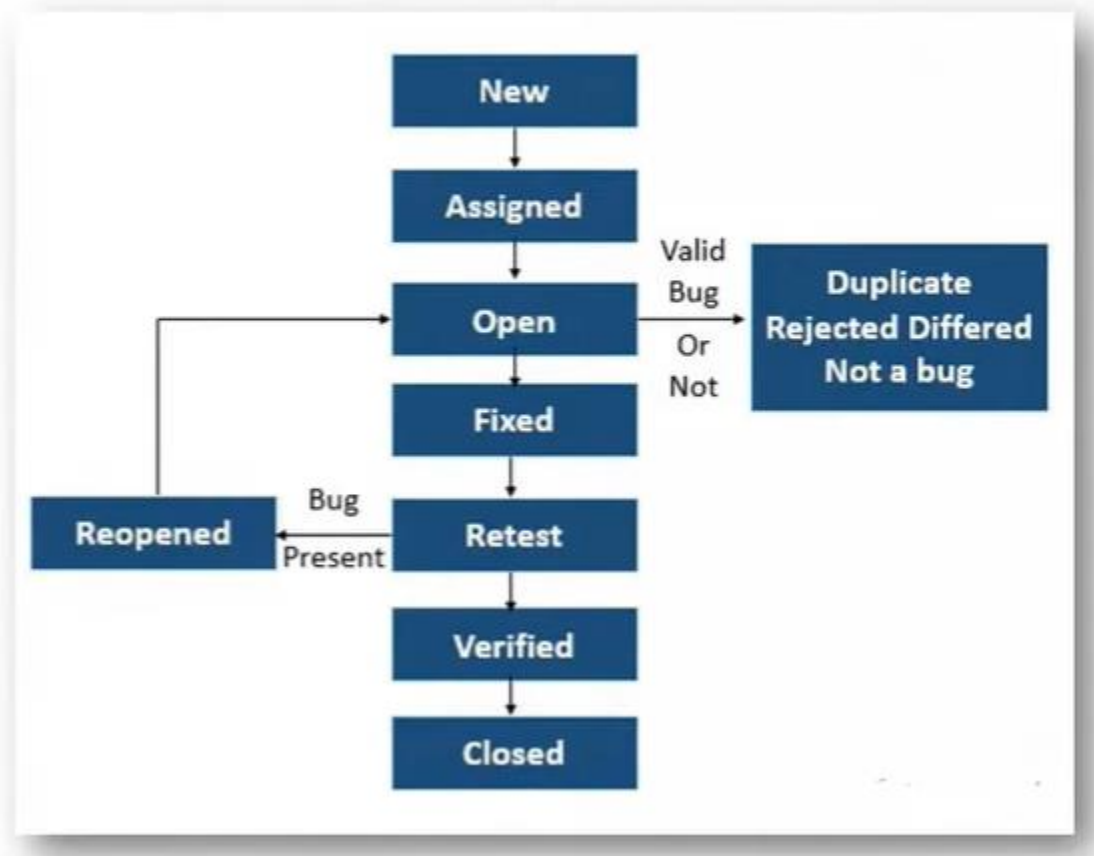 New
Assigned
Valid
Bug
Or
Not
Duplicate
Rejected Differed
Not a bug
Open
Fixed
Bug
Present
Reopened
Retest
Verified
Closed